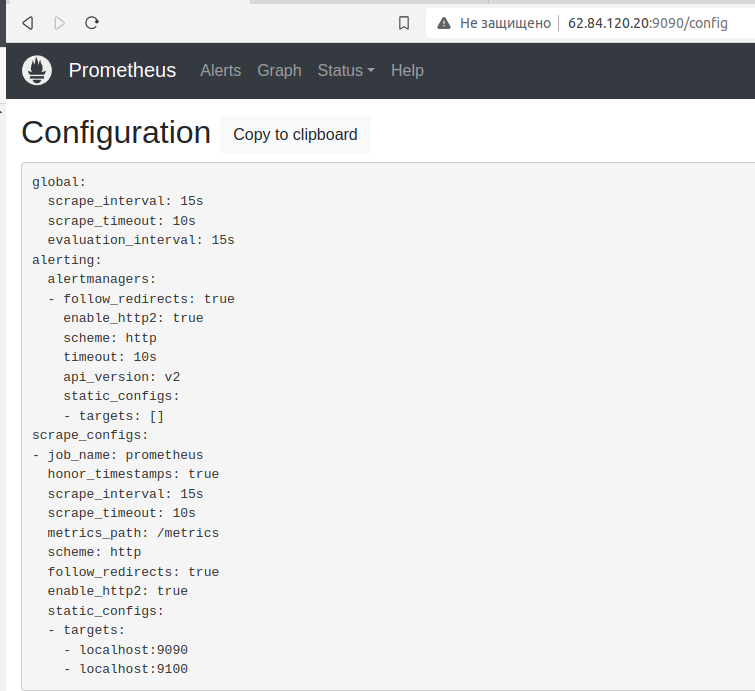 Не защищено 62.84.120.20:9090/config
Prometheus Alerts Graph Status Help
Configuration Copy to clipboard
global:
  scrape_interval: 15s
  scrape_timeout: 10s
  evaluation_interval: 15s
alerting:
  alertmanagers:
  - follow_redirects: true
    enable_http2: true
    scheme: http
    timeout: 10s
    api_version: v2
    static_configs:
    - targets: []
scrape_configs:
- job_name: prometheus
  honor_timestamps: true
  scrape_interval: 15s
  scrape_timeout: 10s
  metrics_path: /metrics
  scheme: http
  follow_redirects: true
  enable_http2: true
  static_configs:
  - targets:
    - localhost:9090
    - localhost:9100